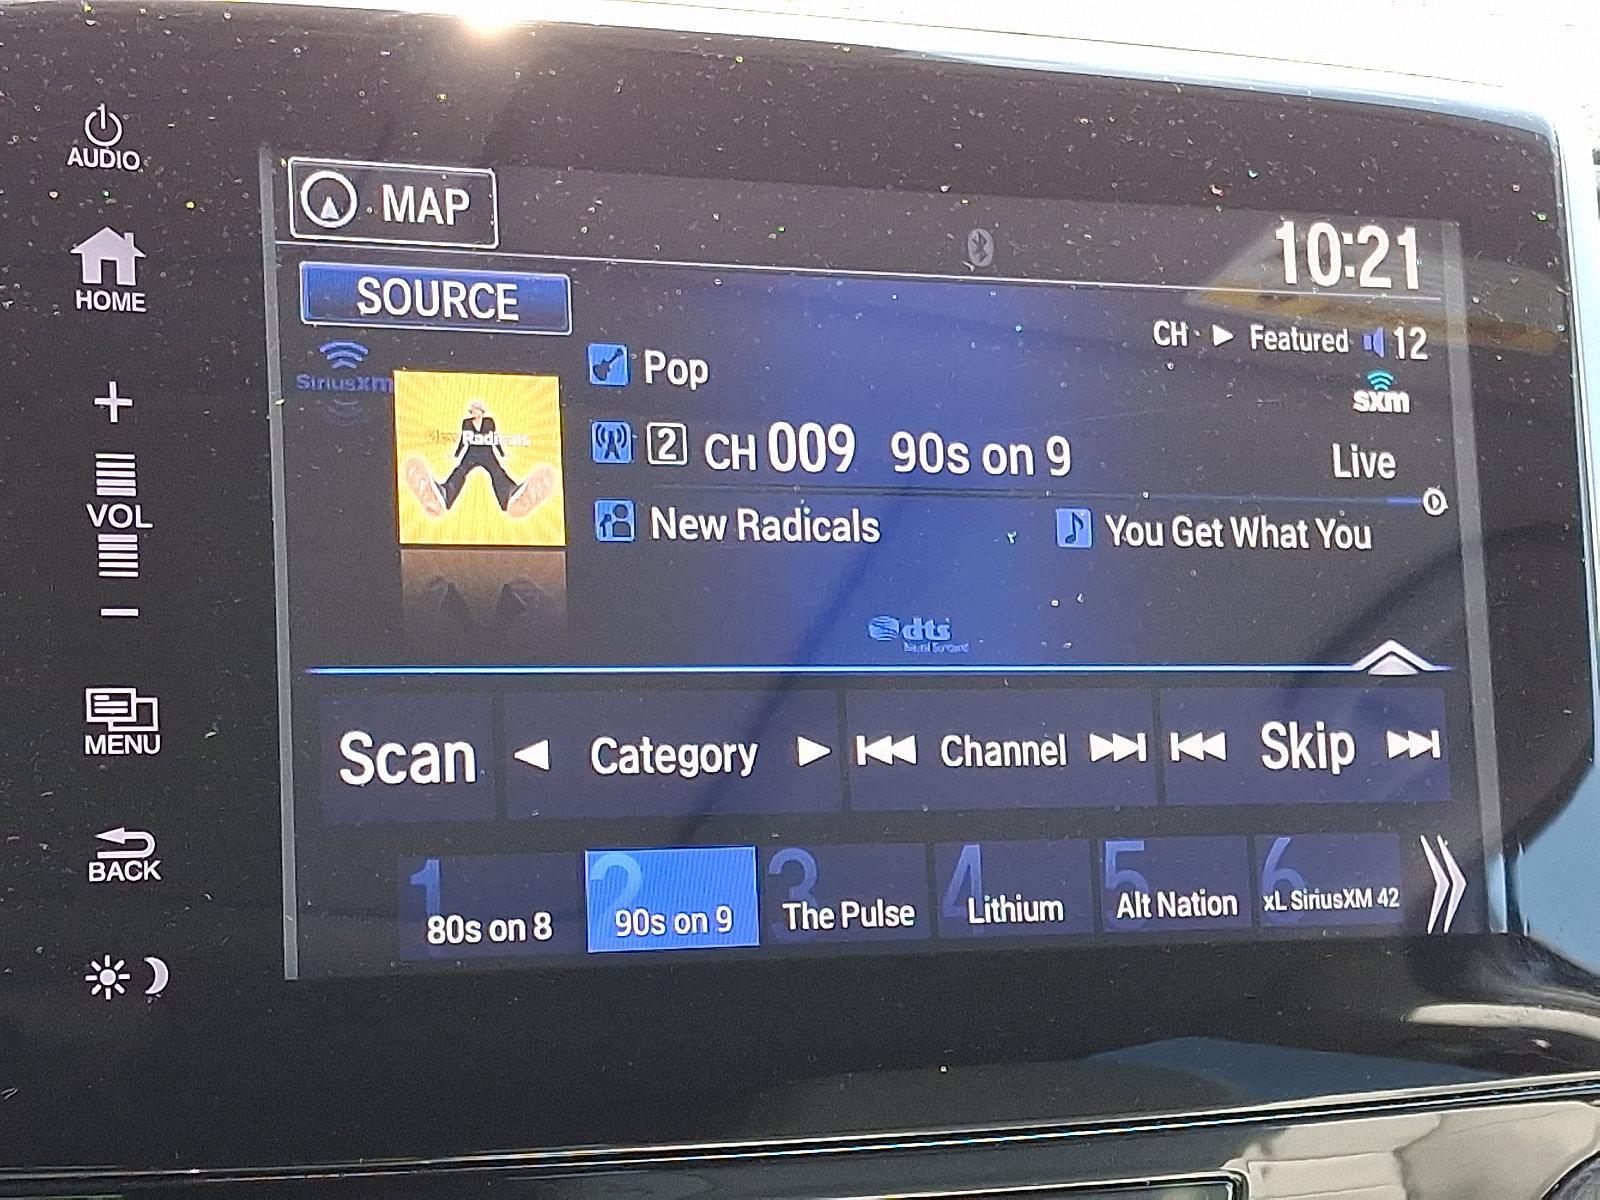 AUDIO
MAP
10:21
HOME
SOURCE
CH ▶ Featured 12
SiriusXm
sxm
Pop
Radicals
2 CH 009 90s on 9
Live
+
VOL
−
New Radicals
You Get What You
dts
MENU
Scan ◀ Category ▶ Channel Skip
BACK
1 80s on 8
2 90s on 9
3 The Pulse
4 Lithium
5 Alt Nation
6 xL SiriusXM 42